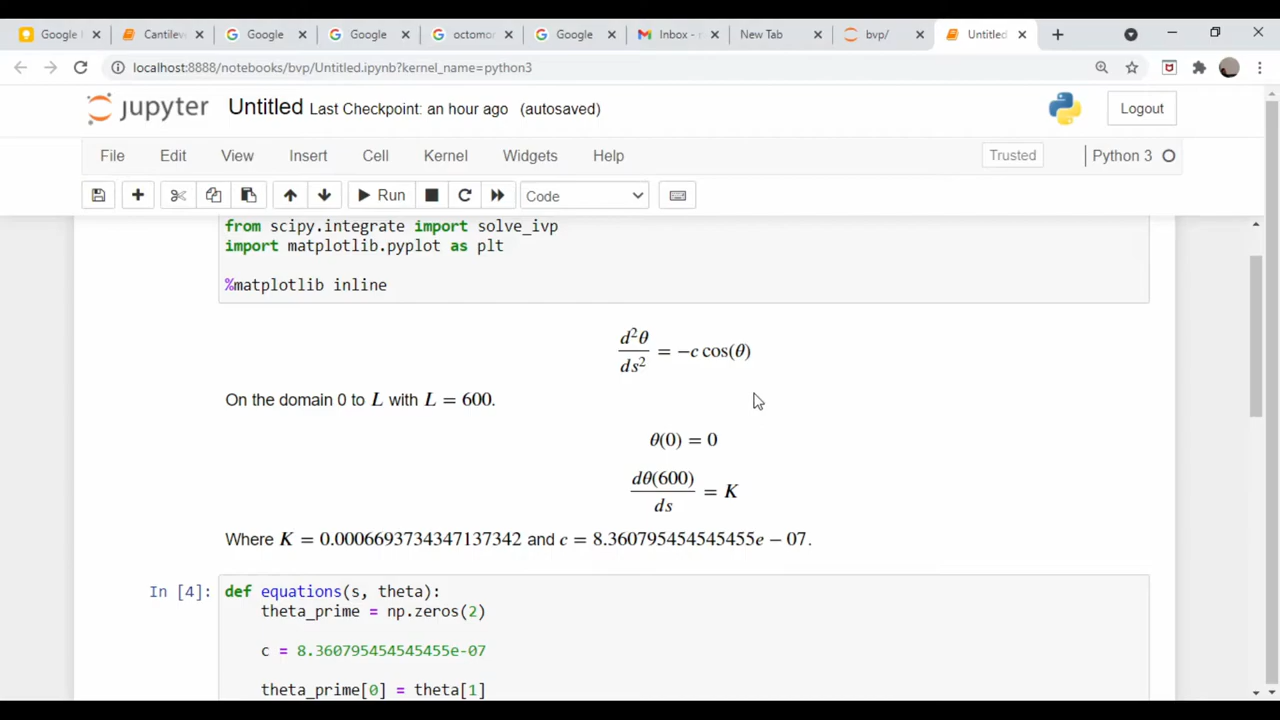 Google
Cantilev
Google
Google
octomor
Google
Inbox -
New Tab
bvp/
Untitled
localhost:8888/notebooks/bvp/Untitled.ipynb?kernel_name=python3
jupyter Untitled Last Checkpoint: an hour ago (autosaved)
Logout
File Edit View Insert Cell Kernel Widgets Help
Trusted
Python 3
Run
Code
from scipy.integrate import solve_ivp
import matplotlib.pyplot as plt
%matplotlib inline
d²θ/ds² = −c cos(θ)
On the domain 0 to L with L = 600.
θ(0) = 0
dθ(600)/ds = K
Where K = 0.0006693734347137342 and c = 8.360795454545455e − 07.
In [4]: def equations(s, theta):
theta_prime = np.zeros(2)
c = 8.360795454545455e-07
theta_prime[0] = theta[1]